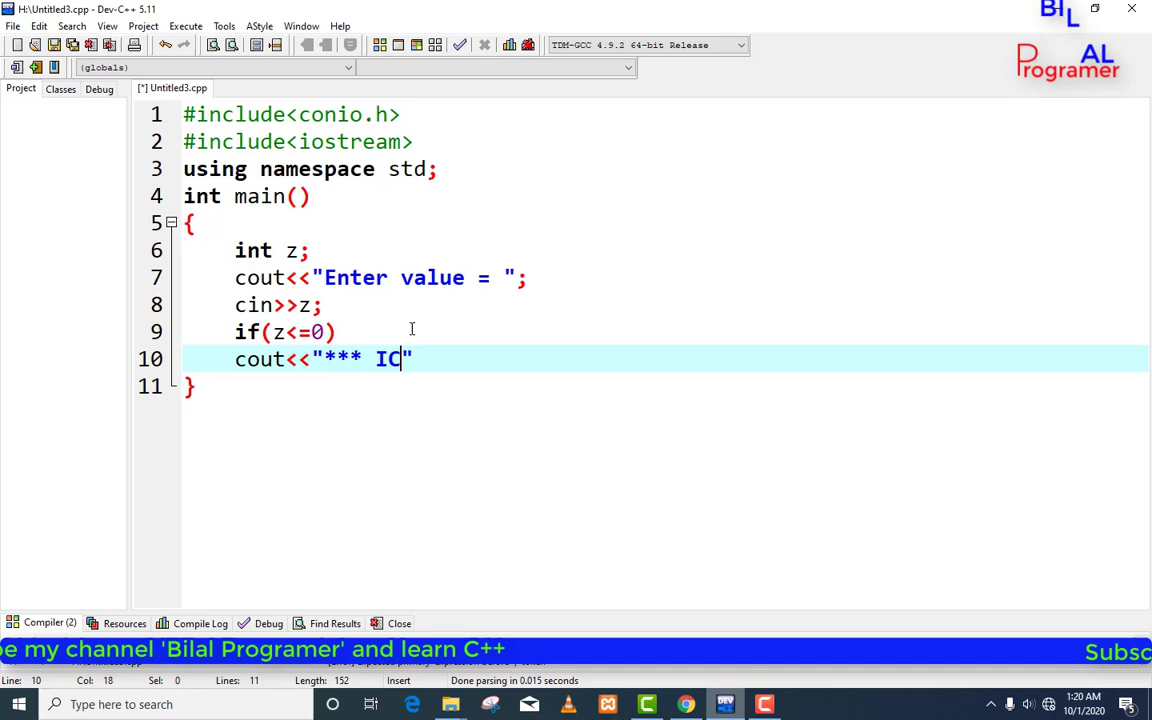 H:\Untitled3.cpp - Dev-C++ 5.11
BIL
File Edit Search View Project Execute Tools AStyle Window Help
TDM-GCC 4.9.2 64-bit Release
AL
Programer
(globals)
Project Classes Debug
[*] Untitled3.cpp
1 #include<conio.h>
2 #include<iostream>
3 using namespace std;
4 int main()
5 {
6 int z;
7 cout<<"Enter value = ";
8 cin>>z;
9 if(z<=0)
10 cout<<"*** IC"
11 }
Compiler (2) Resources Compile Log Debug Find Results Close
be my channel 'Bilal Programer' and learn C++ Subsc
Line: 10 Col: 18 Sel: 0 Lines: 11 Length: 152 Insert Done parsing in 0.015 seconds
Type here to search
DEV
1:20 AM
10/1/2020
5